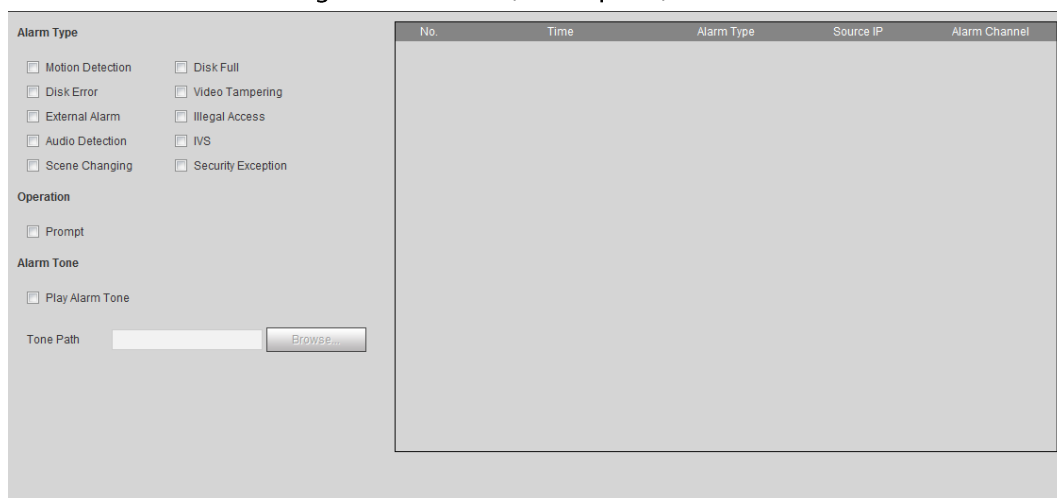 Alarm Type
Motion Detection Disk Full
Disk Error Video Tampering
External Alarm Illegal Access
Audio Detection IVS
Scene Changing Security Exception
Operation
Prompt
Alarm Tone
Play Alarm Tone
Tone Path Browse...
No. Time Alarm Type Source IP Alarm Channel